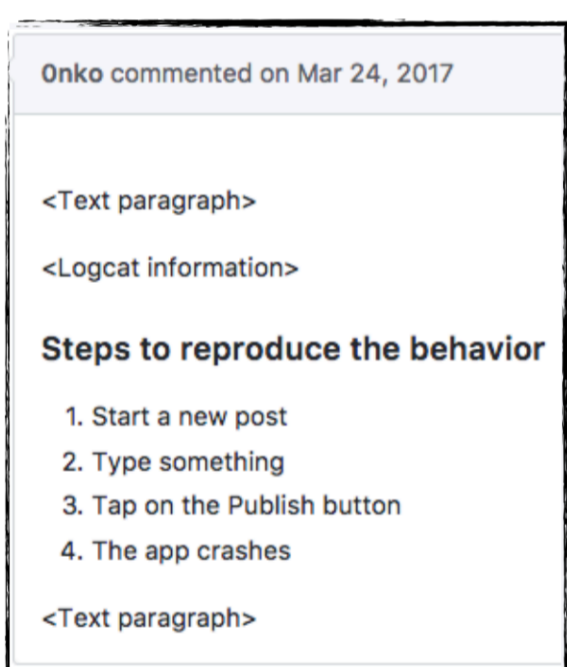 0nko commented on Mar 24, 2017
<Text paragraph>
<Logcat information>
Steps to reproduce the behavior
1. Start a new post
2. Type something
3. Tap on the Publish button
4. The app crashes
<Text paragraph>